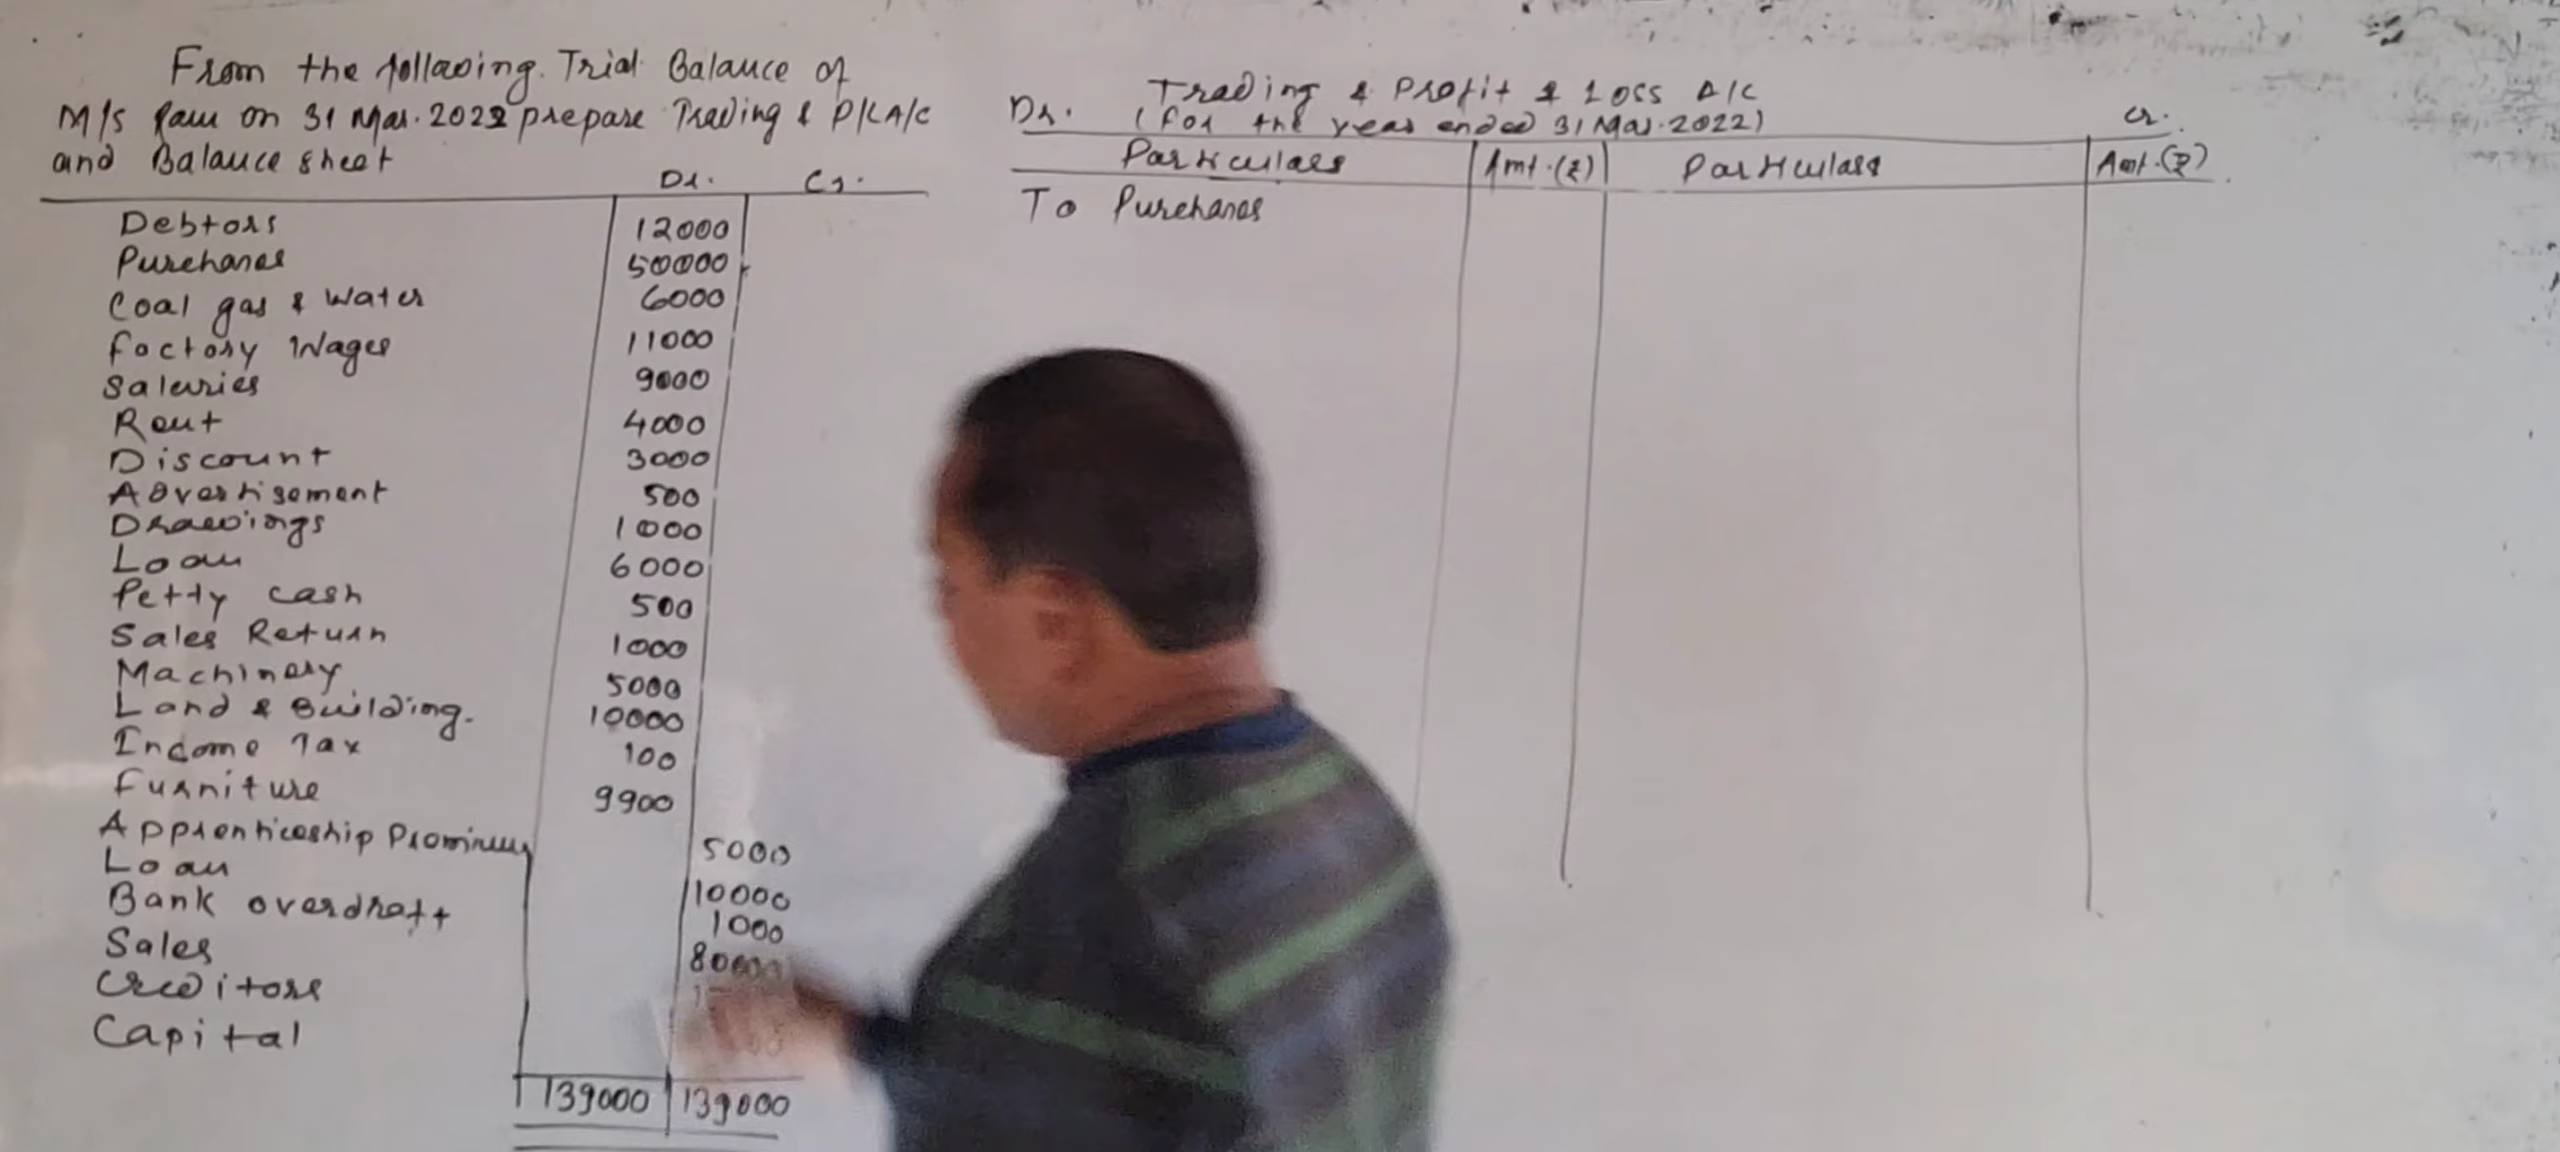 From the following Trial Balance of
M/s Ram on 31 Mar. 2022 prepare Trading & P/L A/c
and Balance sheet
Dr. Cr.
Debtors 12000
Purchases 50000
Coal gas & Water 6000
Factory Wages 11000
Salaries 9000
Rent 4000
Discount 3000
Advertisement 500
Drawings 1000
Loan 6000
Petty cash 500
Sales Return 1000
Machinery 5000
Land & Building. 10000
Income Tax 100
Furniture 9900
Apprenticeship Premium 5000
Loan 10000
Bank overdraft 1000
Sales 80000
Creditors
Capital
139000 139000
Trading & Profit & Loss A/c
Dr. (For the year ended 31 Mar. 2022) Cr.
Particulars Amt.(₹) Particulars Amt.(₹)
To Purchases